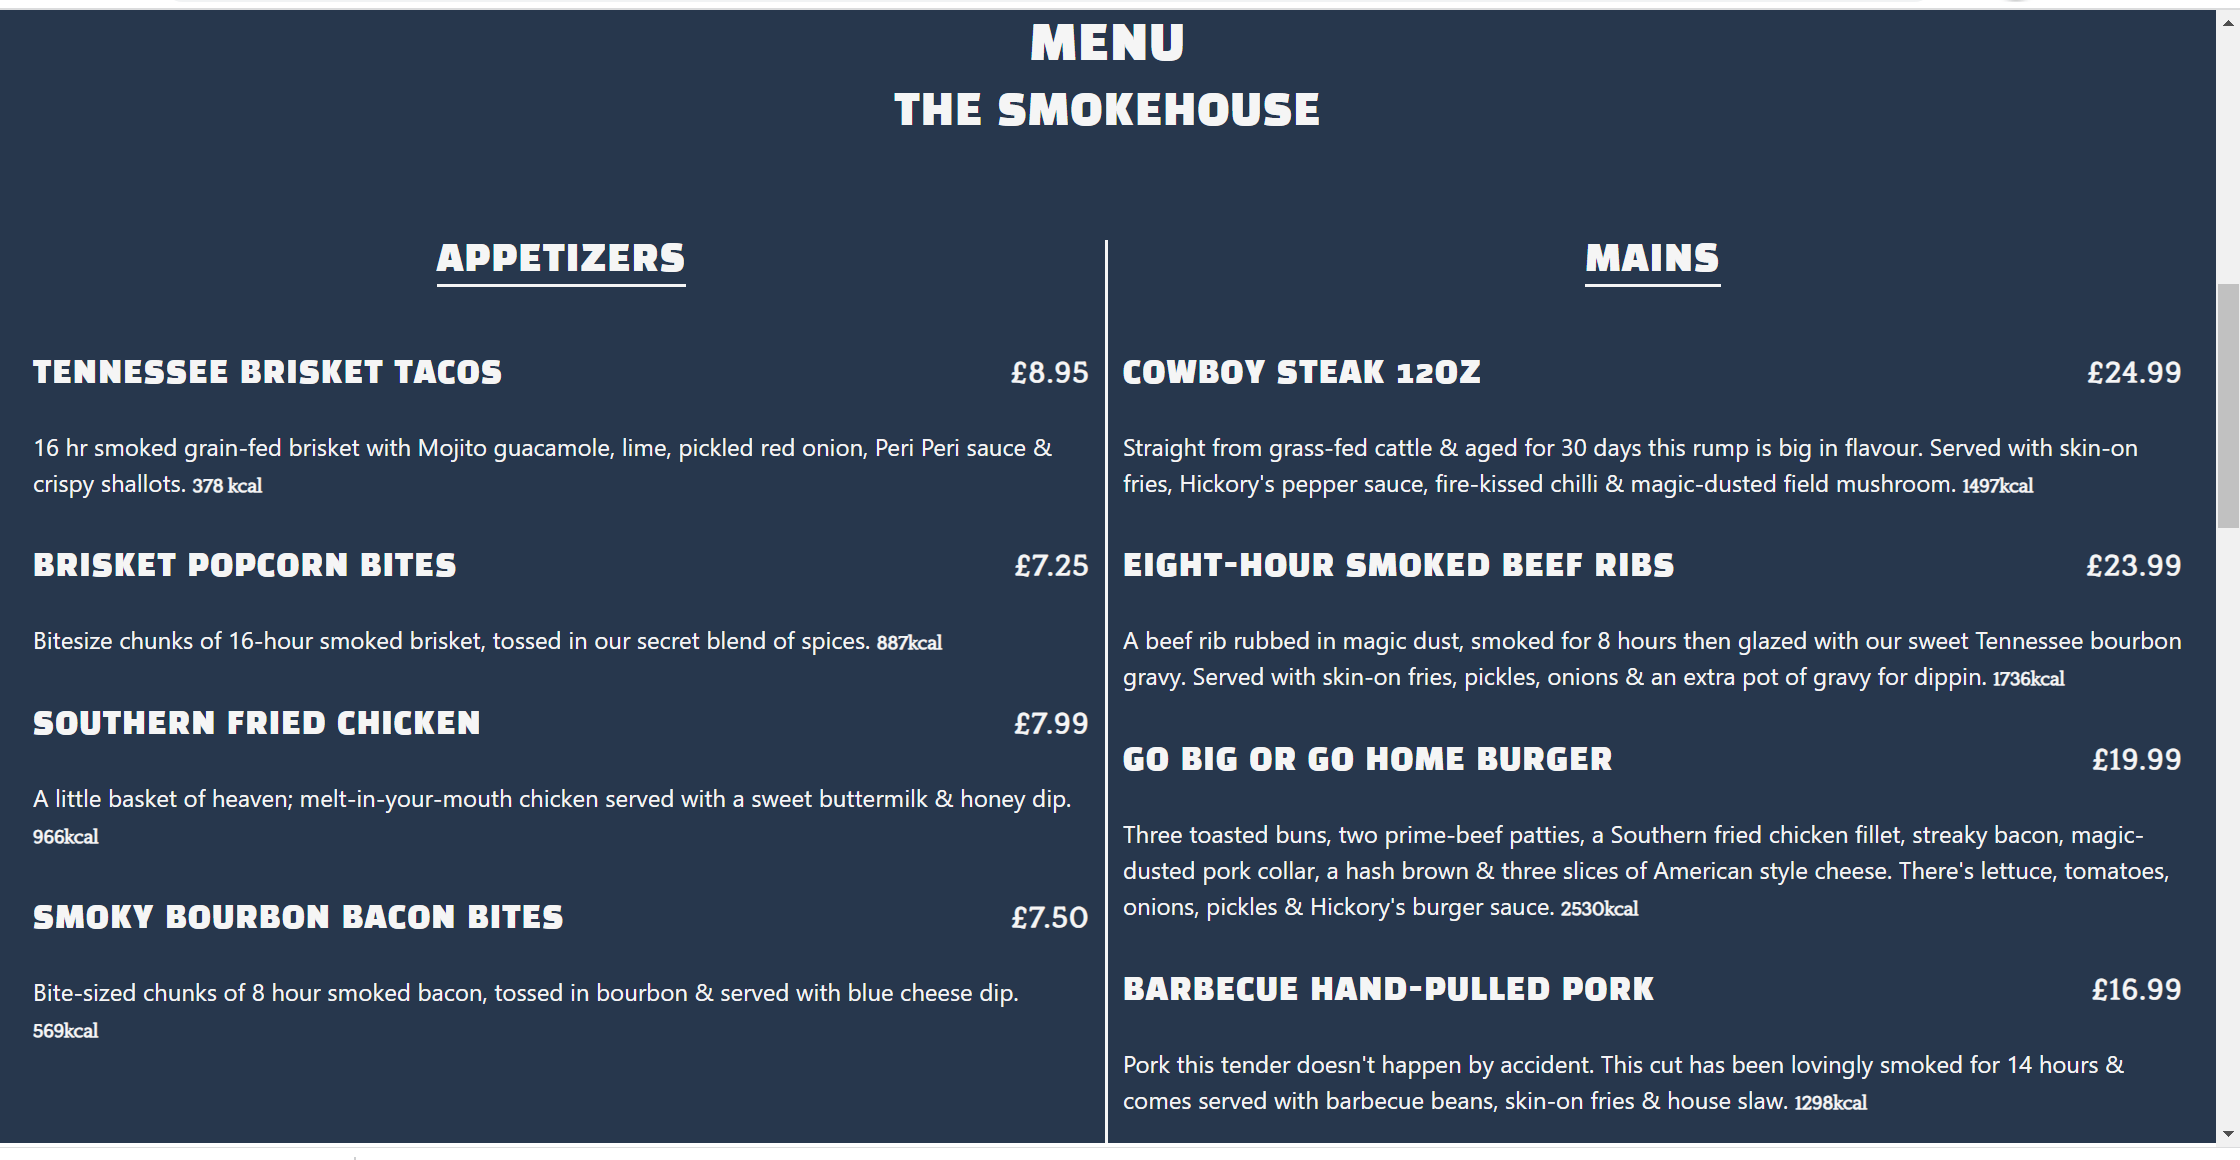 MENU
THE SMOKEHOUSE
APPETIZERS
TENNESSEE BRISKET TACOS £8.95
16 hr smoked grain-fed brisket with Mojito guacamole, lime, pickled red onion, Peri Peri sauce &
crispy shallots. 378 kcal
BRISKET POPCORN BITES £7.25
Bitesize chunks of 16-hour smoked brisket, tossed in our secret blend of spices. 887kcal
SOUTHERN FRIED CHICKEN £7.99
A little basket of heaven; melt-in-your-mouth chicken served with a sweet buttermilk & honey dip.
966kcal
SMOKY BOURBON BACON BITES £7.50
Bite-sized chunks of 8 hour smoked bacon, tossed in bourbon & served with blue cheese dip.
569kcal
MAINS
COWBOY STEAK 12OZ £24.99
Straight from grass-fed cattle & aged for 30 days this rump is big in flavour. Served with skin-on
fries, Hickory's pepper sauce, fire-kissed chilli & magic-dusted field mushroom. 1497kcal
EIGHT-HOUR SMOKED BEEF RIBS £23.99
A beef rib rubbed in magic dust, smoked for 8 hours then glazed with our sweet Tennessee bourbon
gravy. Served with skin-on fries, pickles, onions & an extra pot of gravy for dippin. 1736kcal
GO BIG OR GO HOME BURGER £19.99
Three toasted buns, two prime-beef patties, a Southern fried chicken fillet, streaky bacon, magic-
dusted pork collar, a hash brown & three slices of American style cheese. There's lettuce, tomatoes,
onions, pickles & Hickory's burger sauce. 2530kcal
BARBECUE HAND-PULLED PORK £16.99
Pork this tender doesn't happen by accident. This cut has been lovingly smoked for 14 hours &
comes served with barbecue beans, skin-on fries & house slaw. 1298kcal